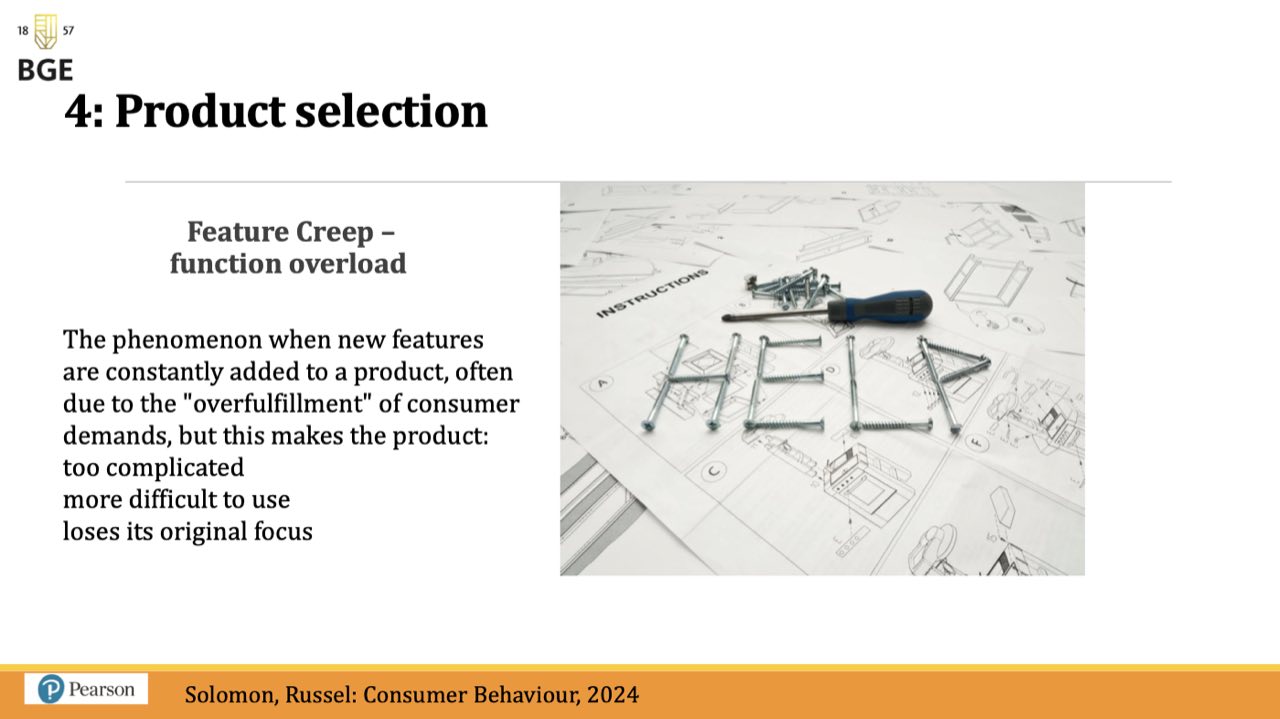 18 57
BGE
4: Product selection
Feature Creep –
function overload
The phenomenon when new features
are constantly added to a product, often
due to the "overfulfillment" of consumer
demands, but this makes the product:
too complicated
more difficult to use
loses its original focus
INSTRUCTIONS
HELP
A
D
C
F
E
Pearson
Solomon, Russel: Consumer Behaviour, 2024